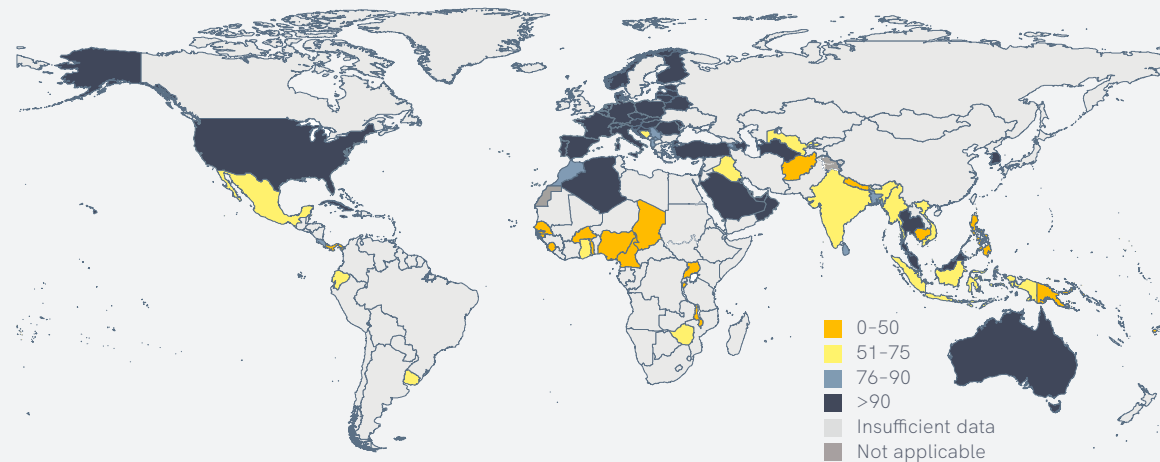 0–50
51–75
76–90
>90
Insufficient data
Not applicable